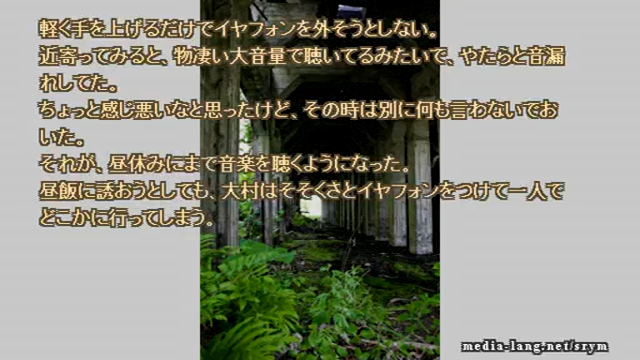 軽く手を上げるだけでイヤフォンを外そうとしない。
近寄ってみると、物凄い大音量で聴いてるみたいで、やたらと音漏
れしてた。
ちょっと感じ悪いなと思ったけど、その時は別に何も言わないでお
いた。
それが、昼休みにまで音楽を聴くようになった。
昼飯に誘おうとしても、大村はそそくさとイヤフォンをつけて一人で
どこかに行ってしまう。
media-lang-net/srym